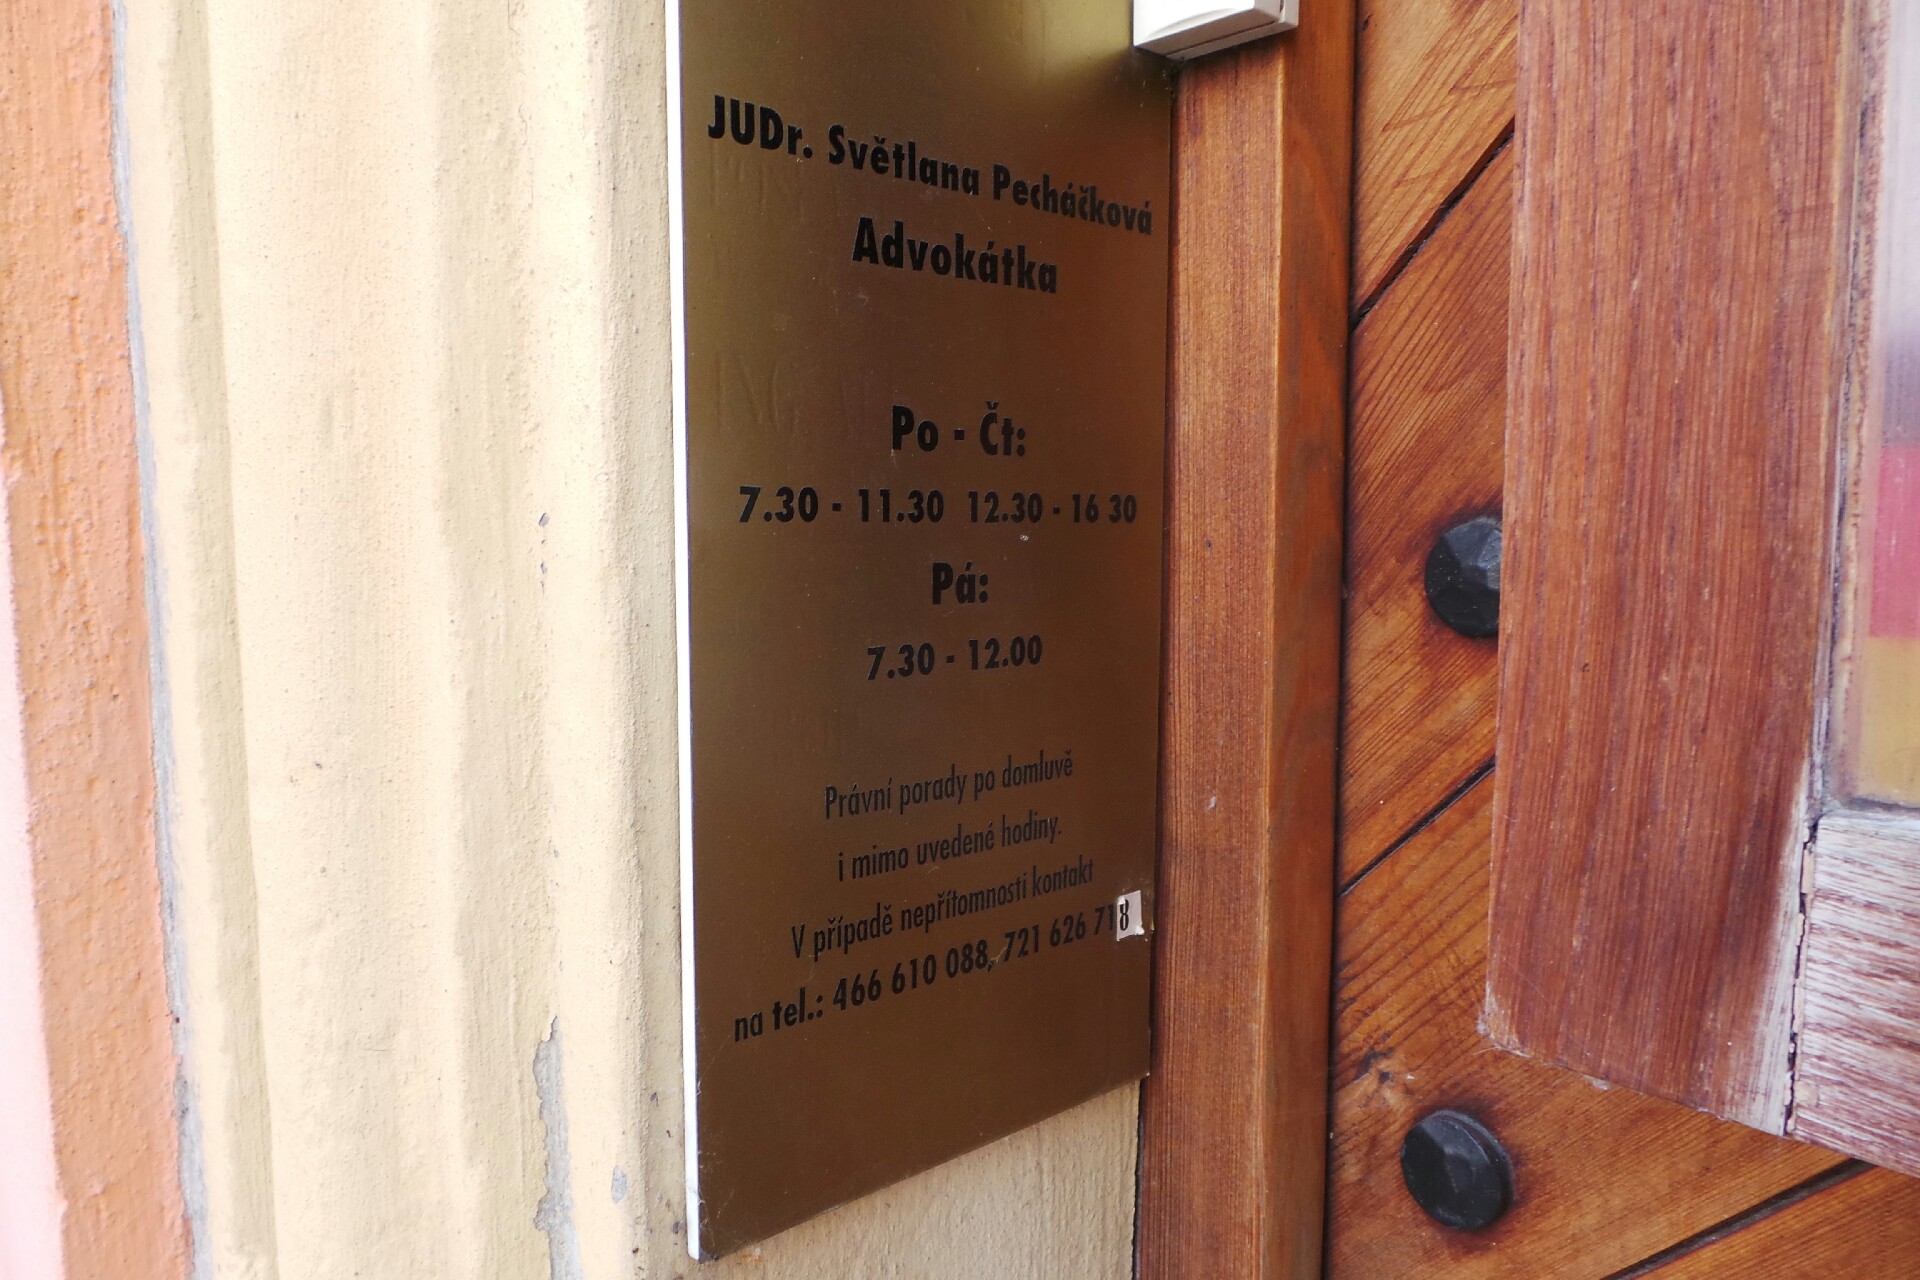 JUDr. Světlana Pecháčková
Advokátka
Po - Čt:
7.30 - 11.30 12.30 - 16 30
Pá:
7.30 - 12.00
Právní porady po domluvě
i mimo uvedené hodiny.
V případě nepřítomnosti kontakt
na tel.: 466 610 088, 721 626 718